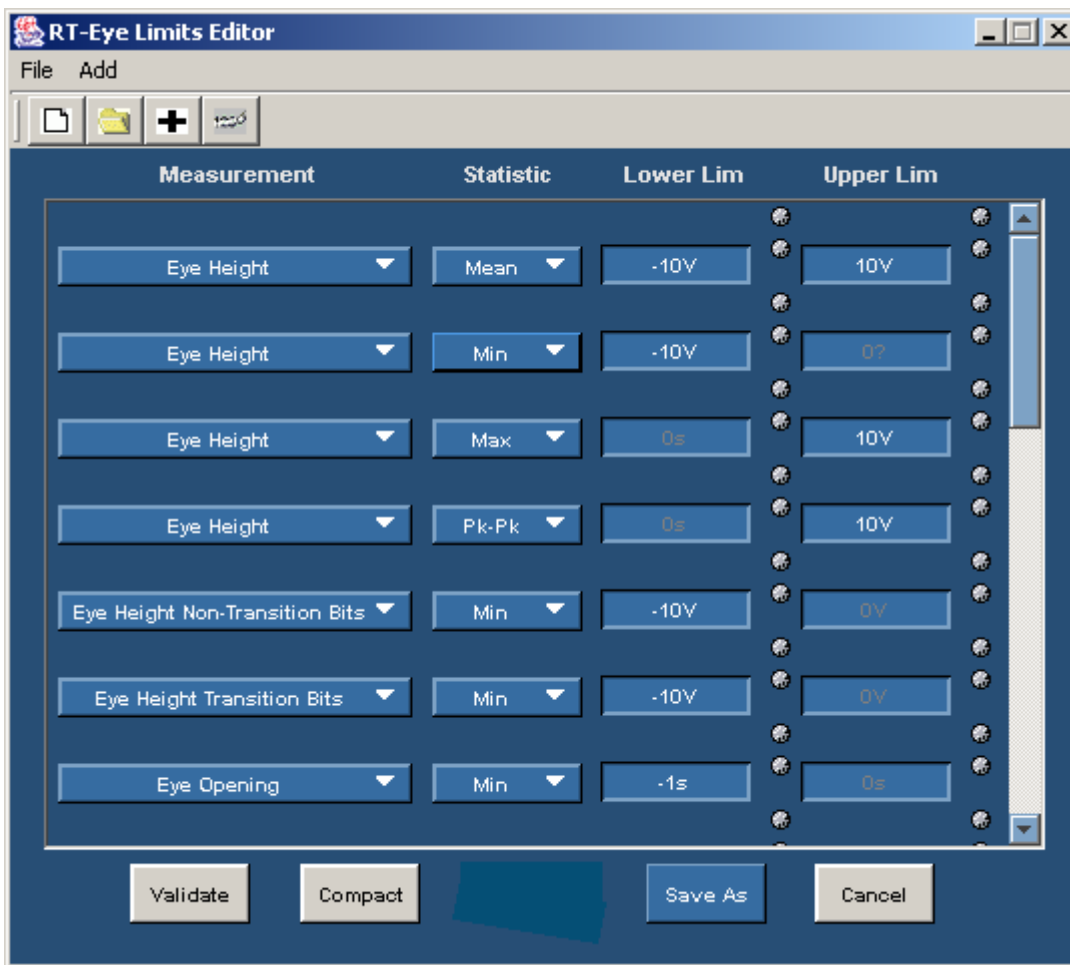 RT-Eye Limits Editor
File Add
Measurement Statistic Lower Lim Upper Lim
Eye Height Mean -10V 10V
Eye Height Min -10V 0?
Eye Height Max 0s 10V
Eye Height Pk-Pk 0s 10V
Eye Height Non-Transition Bits Min -10V 0V
Eye Height Transition Bits Min -10V 0V
Eye Opening Min -1s 0s
Validate Compact Save As Cancel